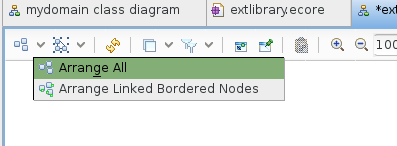 mydomain class diagram
extlibrary.ecore
*ext
100
Arrange All
Arrange Linked Bordered Nodes